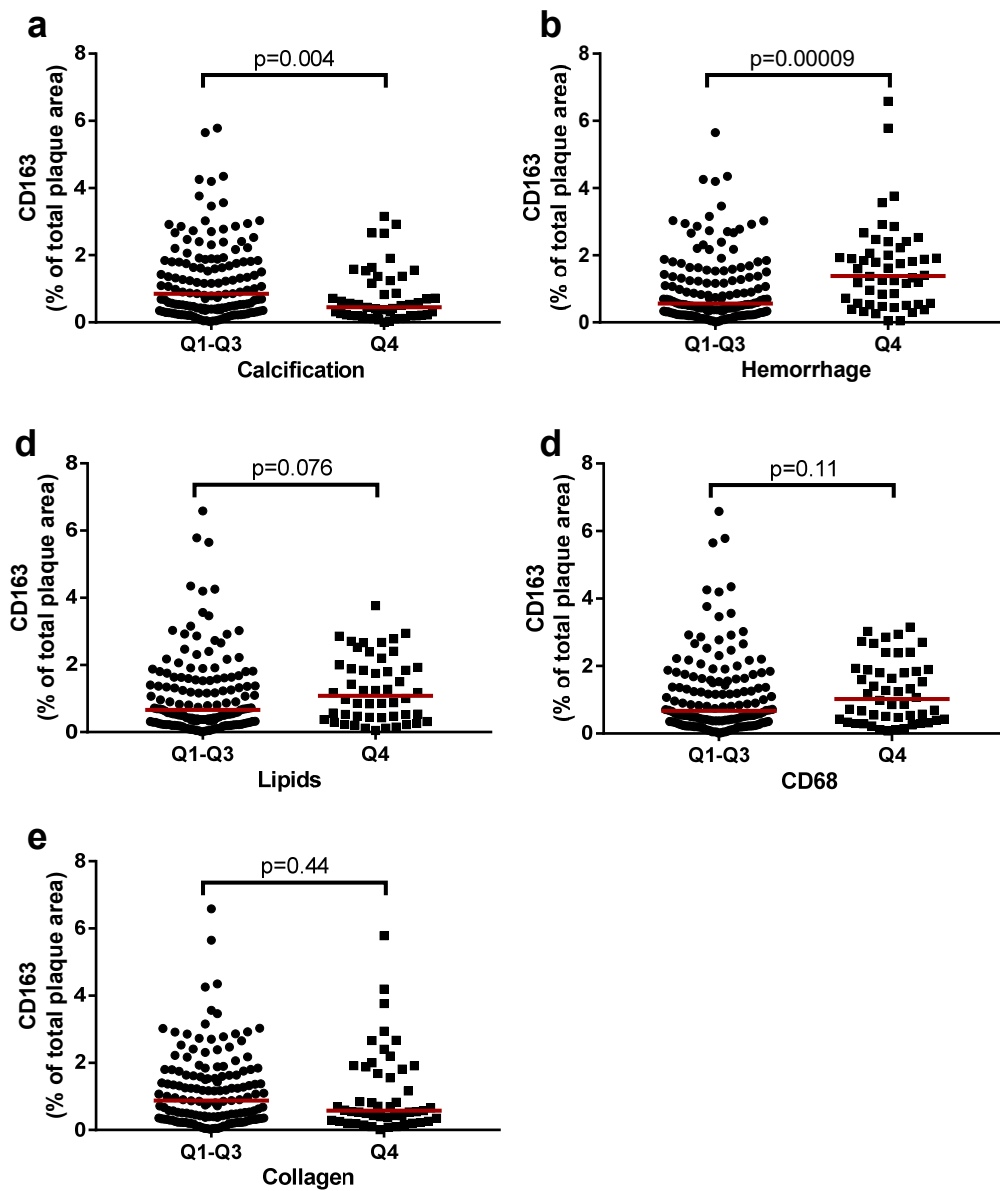 a
8
6
4
2
0
CD163
(% of total plaque area)
p=0.004
Q1-Q3
Q4
Calcification
b
8
6
4
2
0
CD163
(% of total plaque area)
p=0.00009
Q1-Q3
Q4
Hemorrhage
d
8
6
4
2
0
CD163
(% of total plaque area)
p=0.076
Q1-Q3
Q4
Lipids
d
8
6
4
2
0
CD163
(% of total plaque area)
p=0.11
Q1-Q3
Q4
CD68
e
8
6
4
2
0
CD163
(% of total plaque area)
p=0.44
Q1-Q3
Q4
Collagen